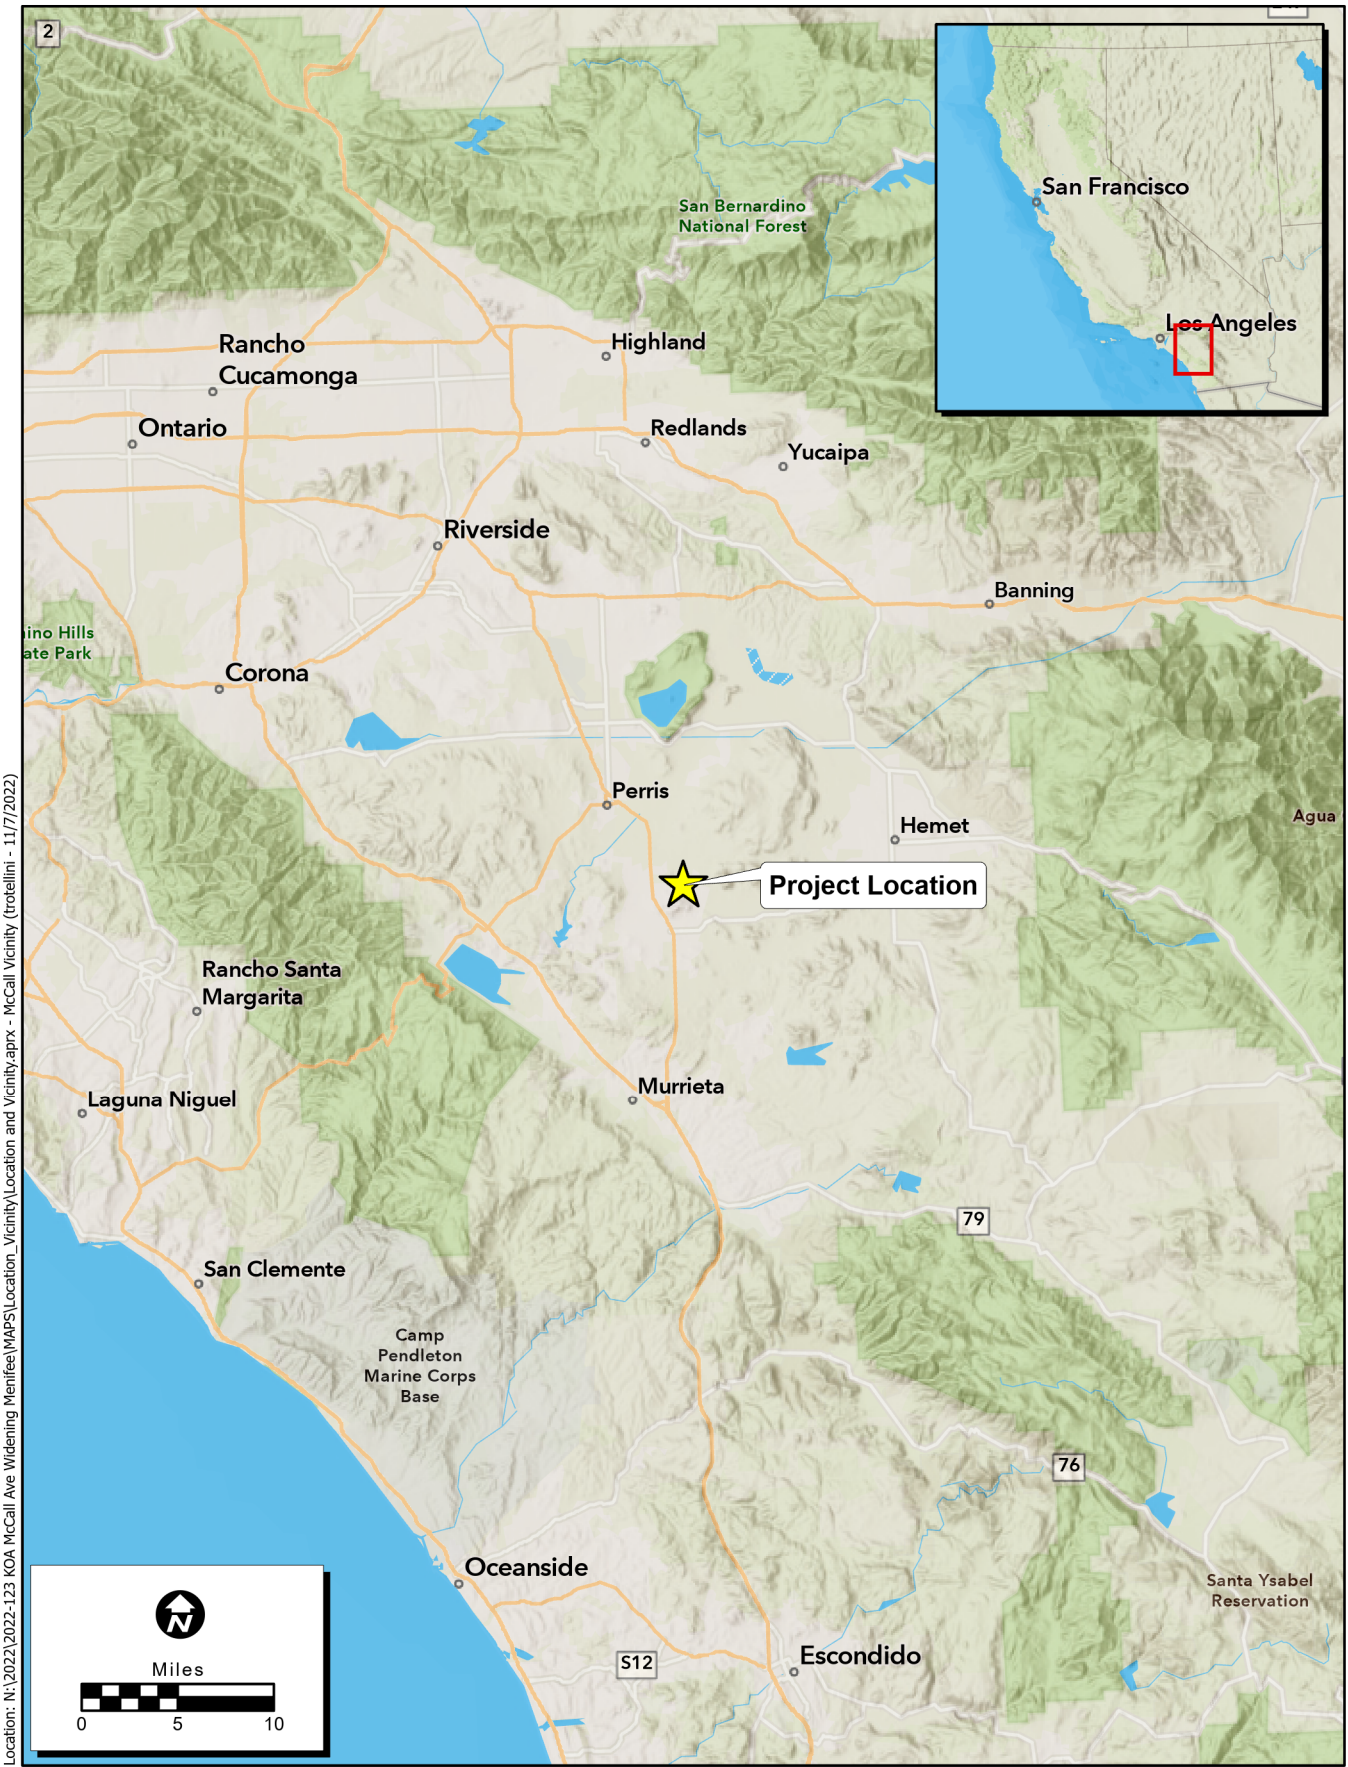 2
San Francisco
Los Angeles
San Bernardino
National Forest
Rancho
Cucamonga
Highland
Ontario
Redlands
Yucaipa
Riverside
Banning
ino Hills
ate Park
Corona
Perris
Hemet
Agua
Project Location
Rancho Santa
Margarita
Murrieta
Laguna Niguel
79
San Clemente
Camp
Pendleton
Marine Corps
Base
76
Oceanside
Santa Ysabel
Reservation
Escondido
S12
N
Miles
0 5 10
Location: N:\2022\2022-123 KOA McCall Ave Widening Menifee\MAPS\Location_Vicinity\Location and Vicinity.aprx - McCall Vicinity (trotellini - 11/7/2022)